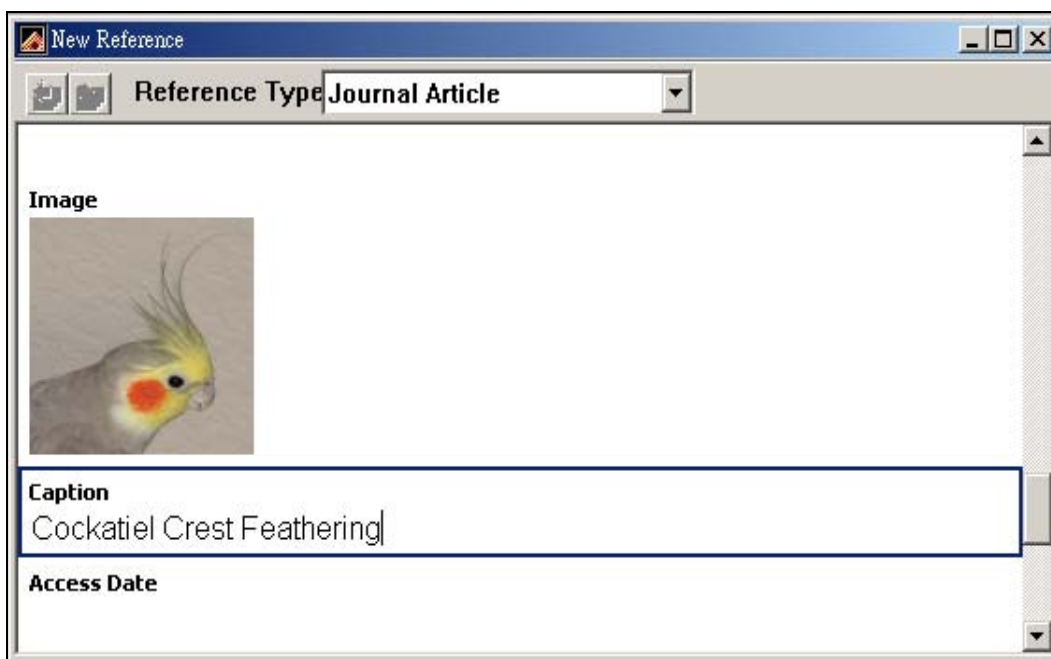 New Reference
Reference Type Journal Article
Image
Caption
Cockatiel Crest Feathering
Access Date